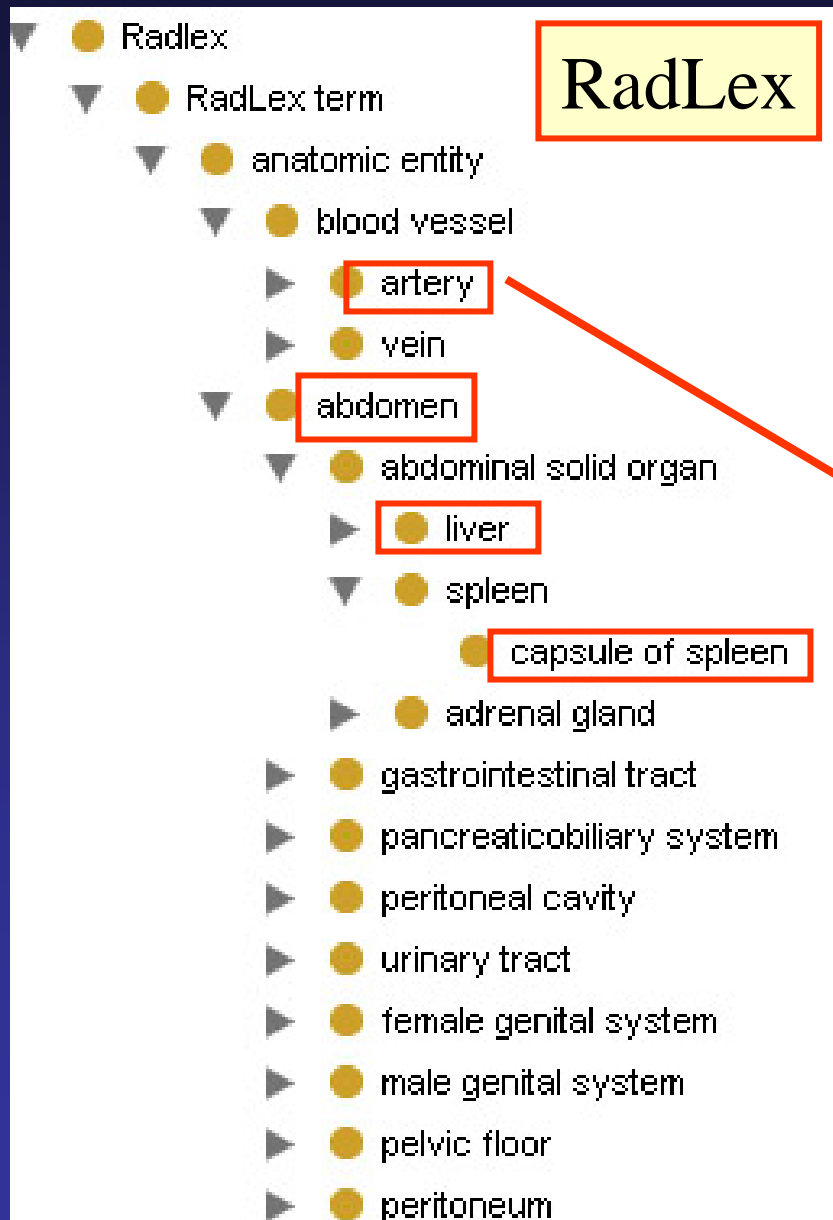 Radlex
RadLex
RadLex term
anatomic entity
blood vessel
artery
vein
abdomen
abdominal solid organ
liver
spleen
capsule of spleen
adrenal gland
gastrointestinal tract
pancreaticobiliary system
peritoneal cavity
urinary tract
female genital system
male genital system
pelvic floor
peritoneum